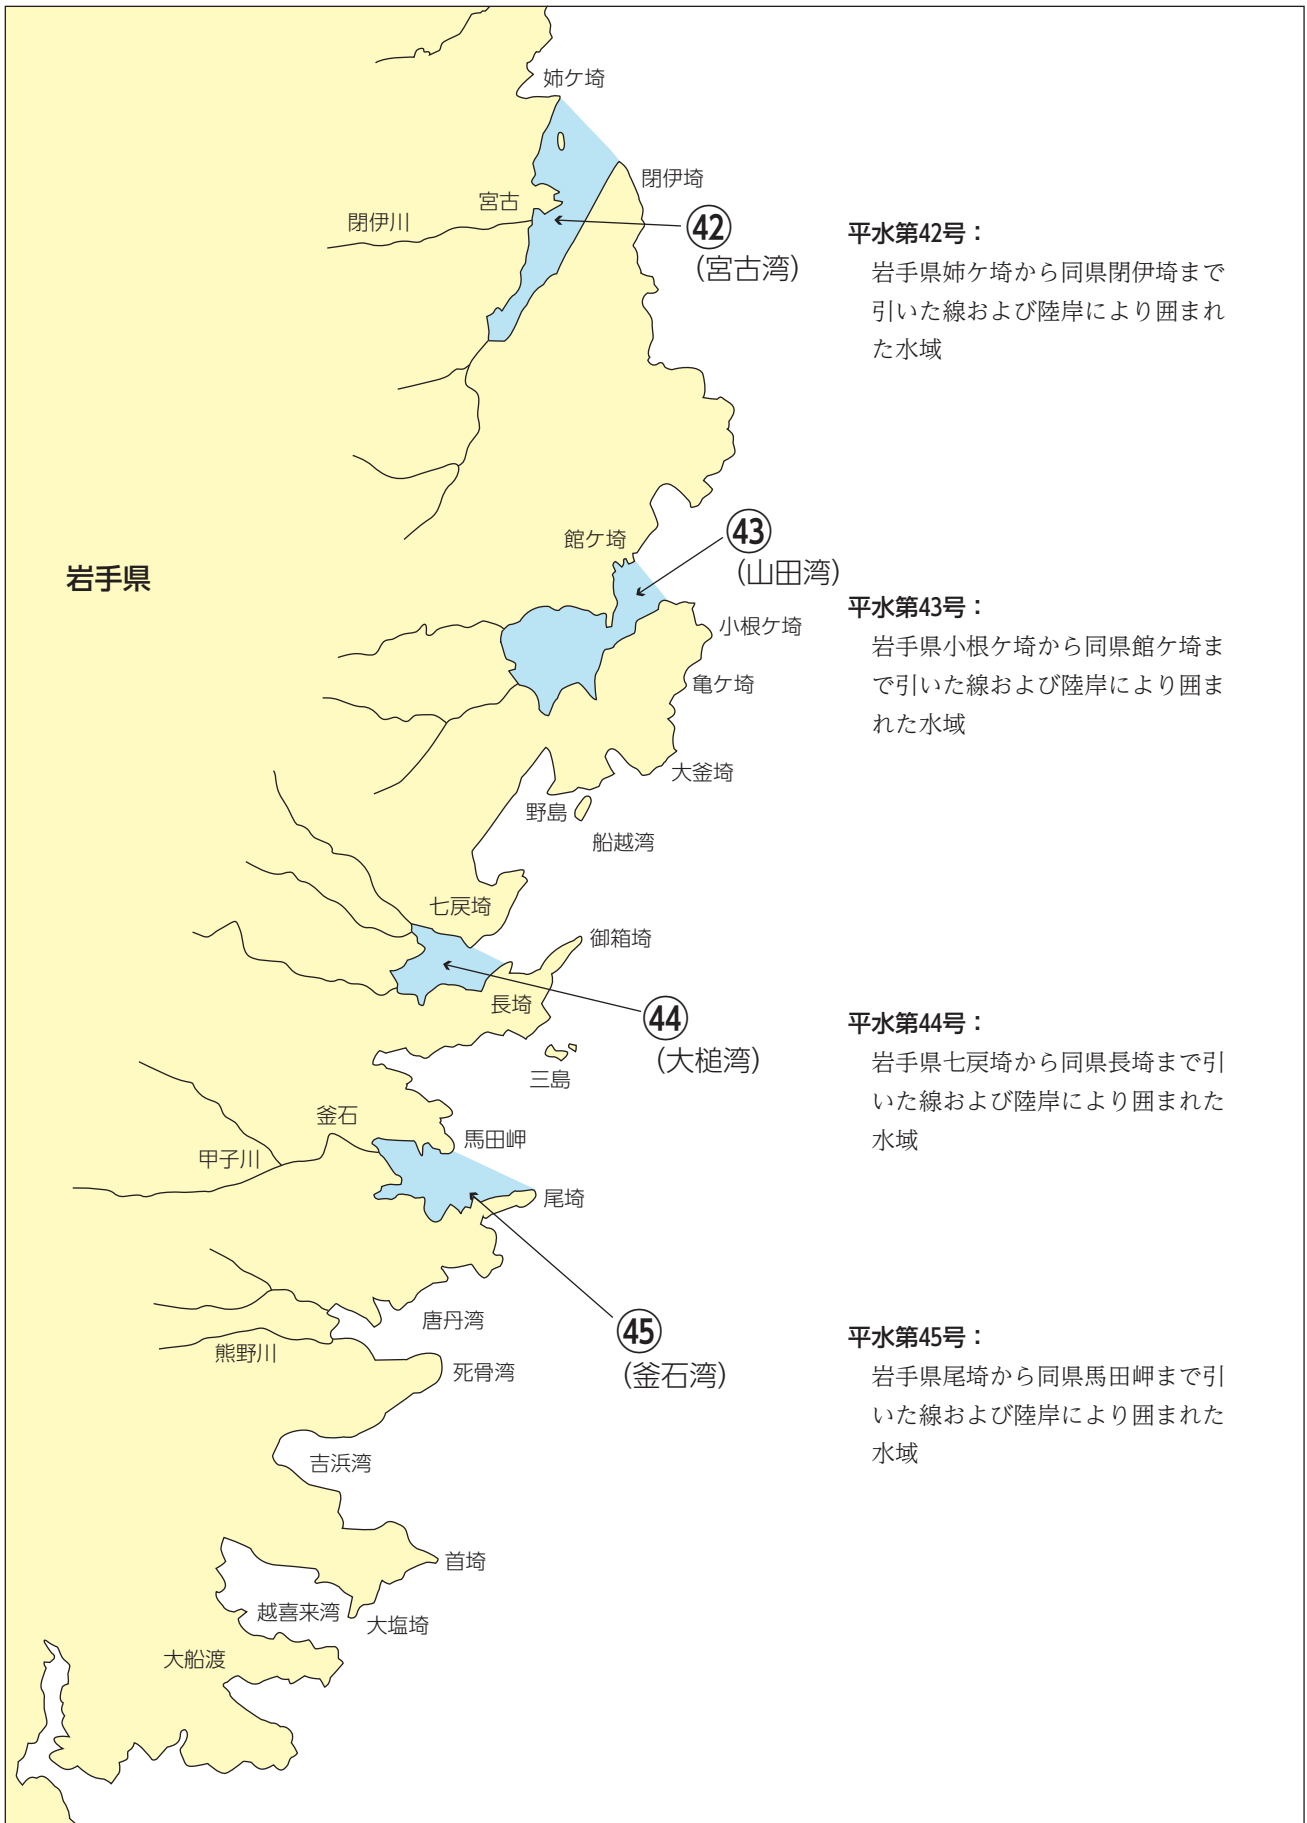 姉ケ埼
閉伊埼
宮古
閉伊川
42
(宮古湾)
平水第42号：
岩手県姉ケ埼から同県閉伊埼まで
引いた線および陸岸により囲まれ
た水域
館ケ埼
43
(山田湾)
岩手県
小根ケ埼
平水第43号：
岩手県小根ケ埼から同県館ケ埼ま
で引いた線および陸岸により囲ま
れた水域
亀ケ埼
大釜埼
野島
船越湾
七戻埼
御箱埼
長埼
44
(大槌湾)
平水第44号：
岩手県七戻埼から同県長埼まで引
いた線および陸岸により囲まれた
水域
三島
釜石
馬田岬
甲子川
尾埼
唐丹湾
45
(釜石湾)
平水第45号：
岩手県尾埼から同県馬田岬まで引
いた線および陸岸により囲まれた
水域
熊野川
死骨湾
吉浜湾
首埼
越喜来湾
大塩埼
大船渡